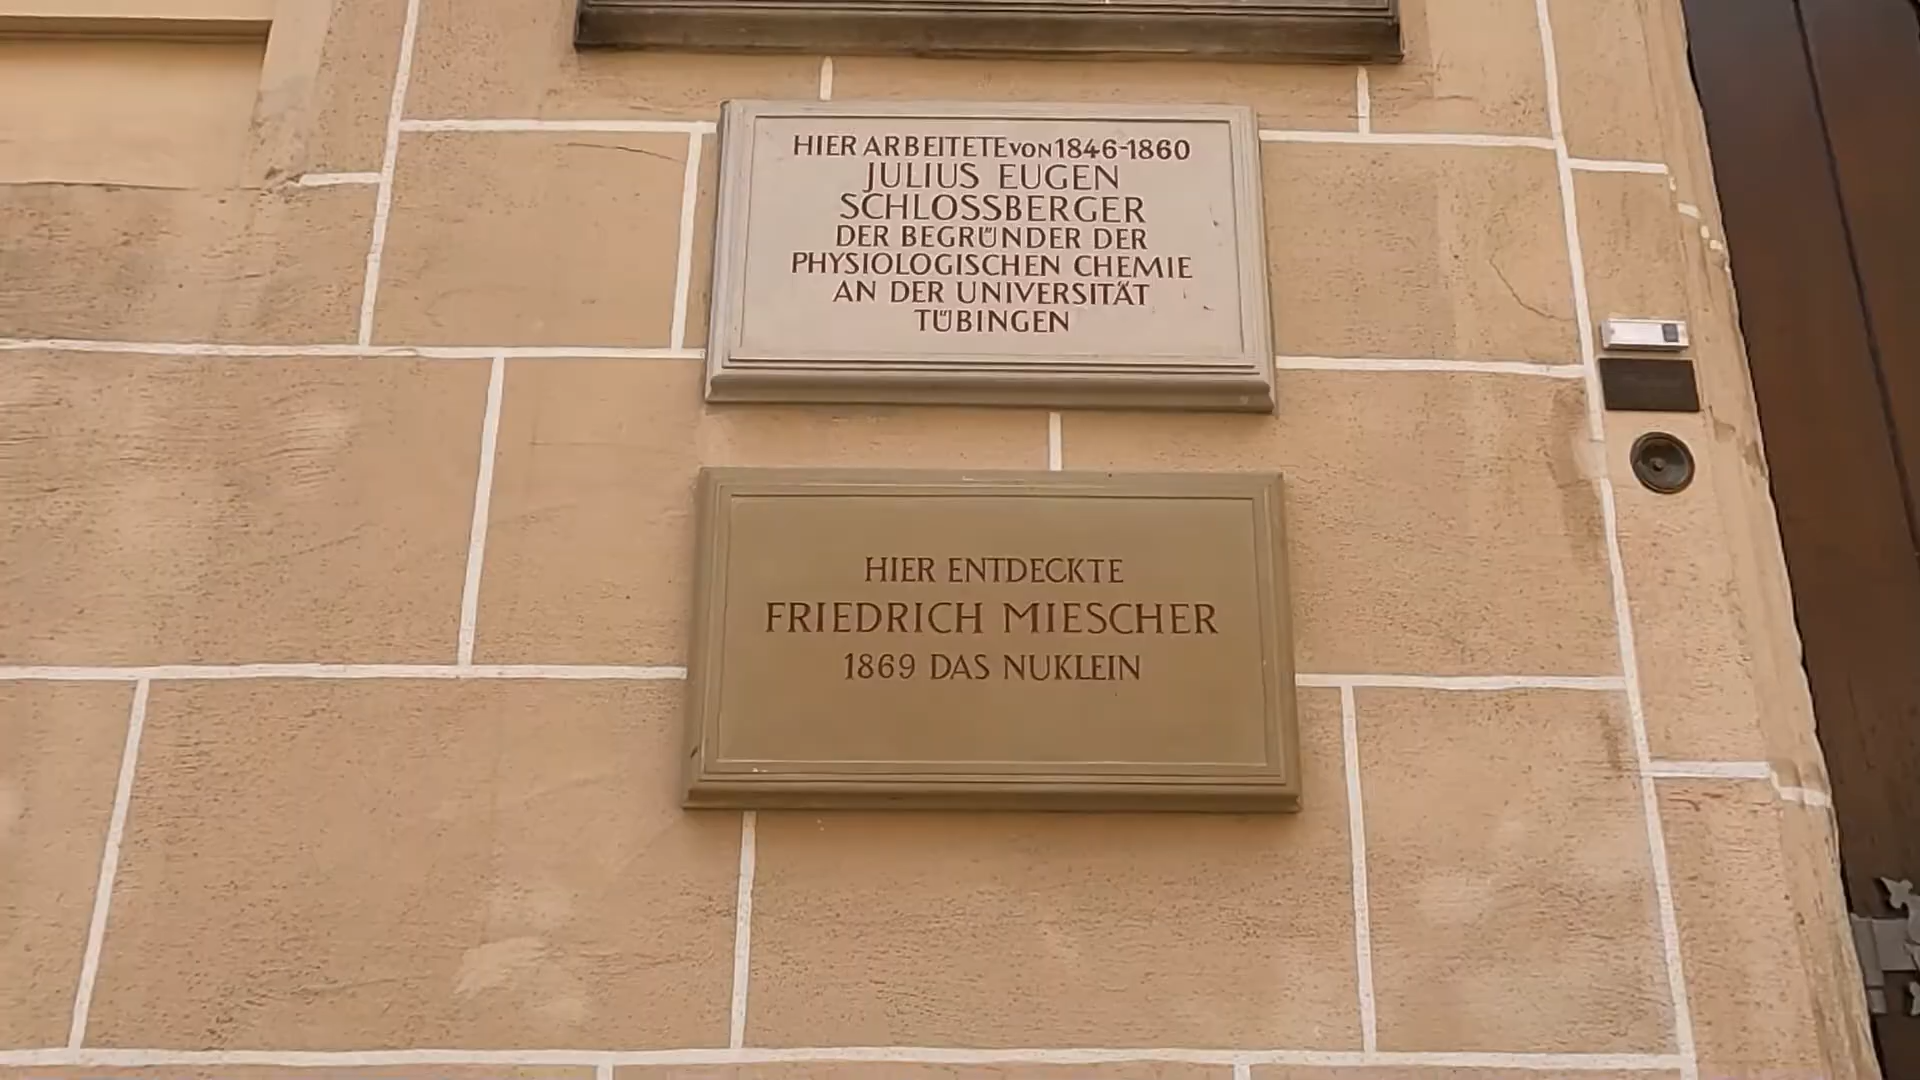 HIER ARBEITETE VON 1846-1860
JULIUS EUGEN
SCHLOSSBERGER
DER BEGRÜNDER DER
PHYSIOLOGISCHEN CHEMIE
AN DER UNIVERSITÄT
TÜBINGEN
HIER ENTDECKTE
FRIEDRICH MIESCHER
1869 DAS NUKLEIN